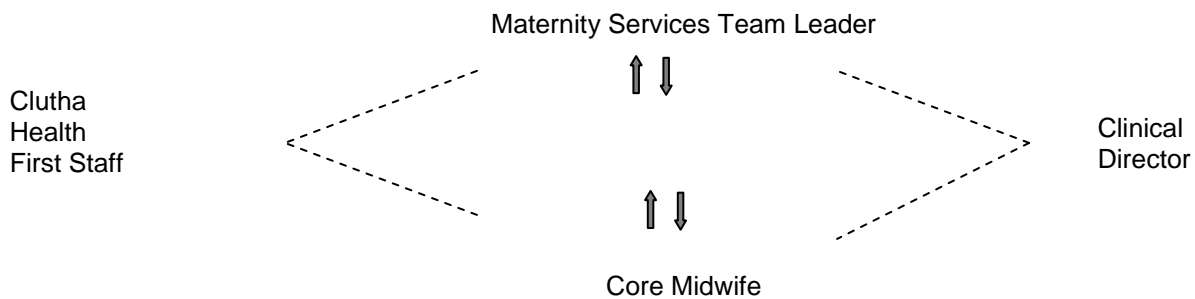 Maternity Services Team Leader
Clutha
Health
First Staff
Clinical
Director
Core Midwife